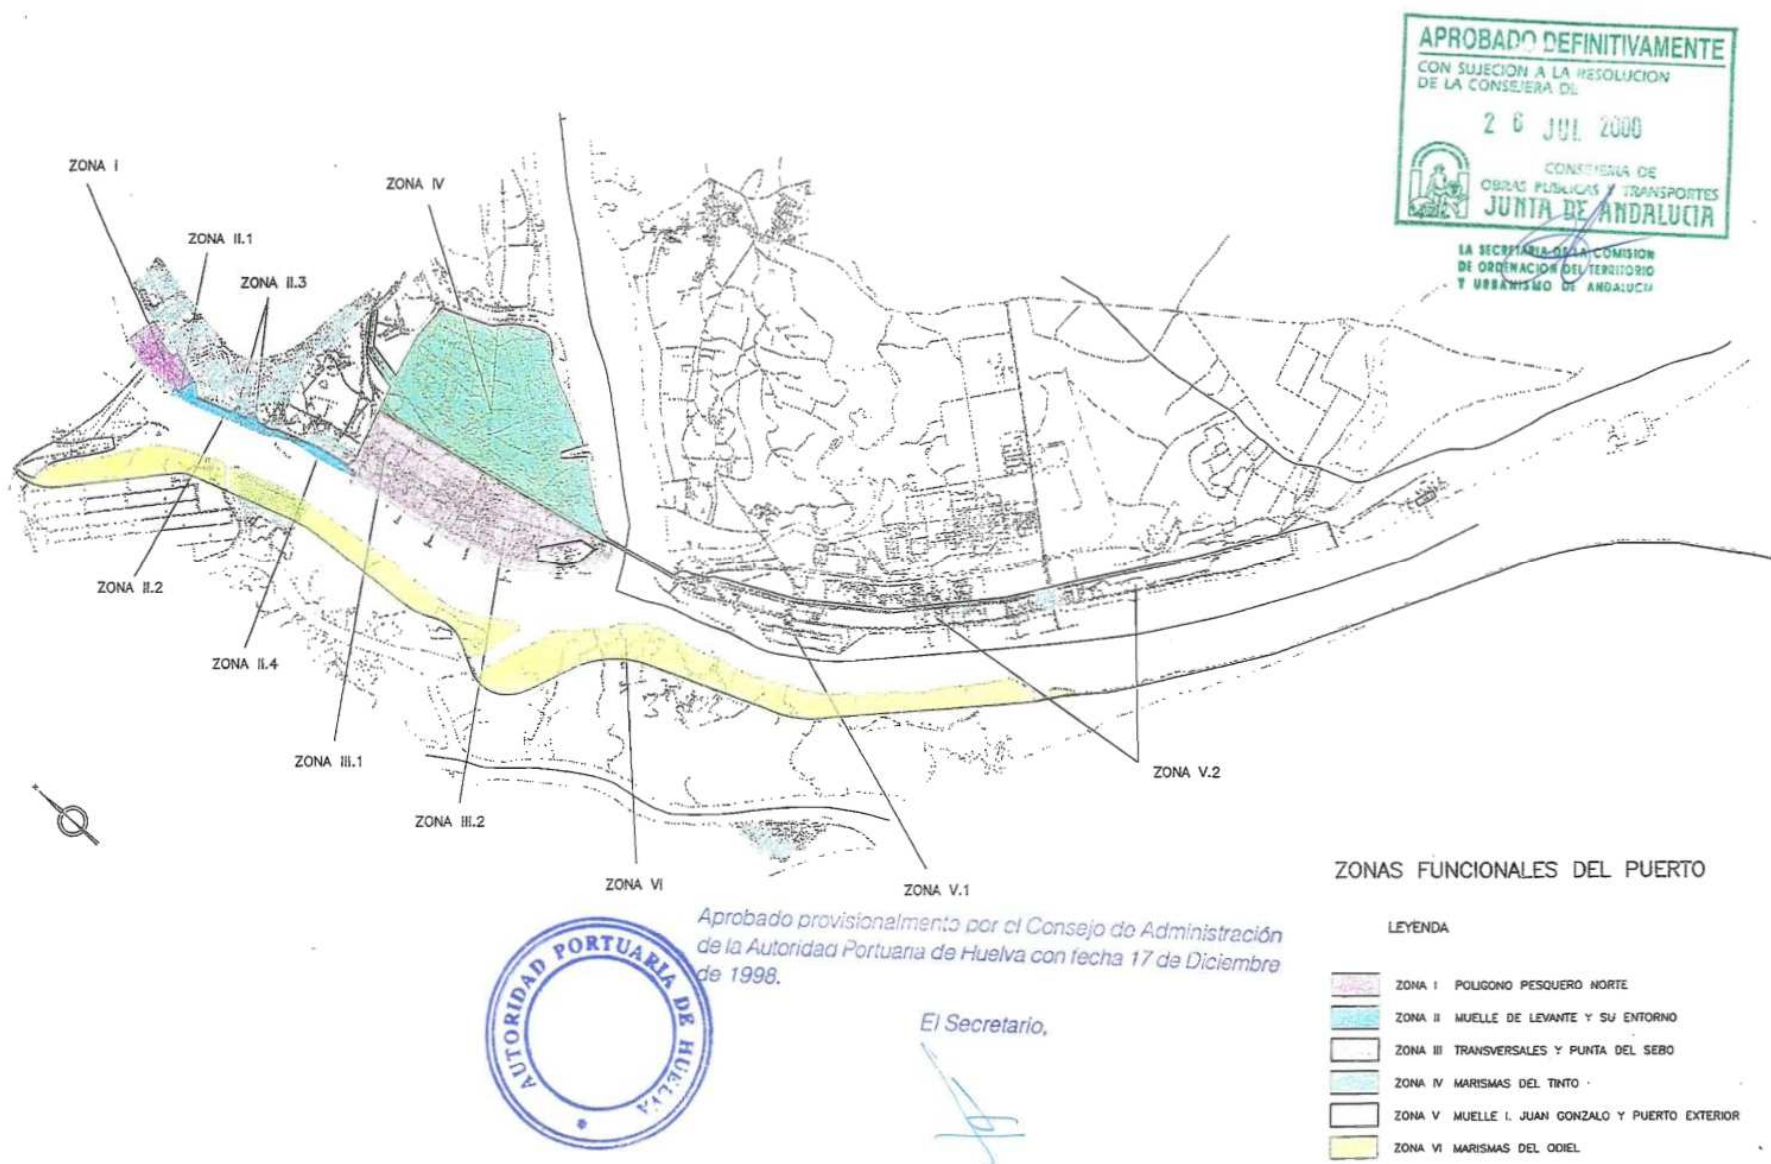 APROBADO DEFINITIVAMENTE
CON SUJECION A LA RESOLUCION
DE LA CONSEJERA DE
26 JUL 2000
CONSEJERIA DE
OBRAS PUBLICAS Y TRANSPORTES
JUNTA DE ANDALUCIA
LA SECRETARIA DE LA COMISION
DE ORDENACION DEL TERRITORIO
Y URBANISMO DE ANDALUCIA
ZONA I
ZONA IV
ZONA II.1
ZONA II.3
ZONA II.2
ZONA II.4
ZONA III.1
ZONA III.2
ZONA VI
ZONA V.1
ZONA V.2
AUTORIDAD PORTUARIA DE HUELVA
Aprobado provisionalmente por el Consejo de Administración
de la Autoridad Portuaria de Huelva con fecha 17 de Diciembre
de 1998.
El Secretario,
ZONAS FUNCIONALES DEL PUERTO
LEYENDA
ZONA I POLIGONO PESQUERO NORTE
ZONA II MUELLE DE LEVANTE Y SU ENTORNO
ZONA III TRANSVERSALES Y PUNTA DEL SEBO
ZONA IV MARISMAS DEL TINTO
ZONA V MUELLE I. JUAN GONZALO Y PUERTO EXTERIOR
ZONA VI MARISMAS DEL ODIEL